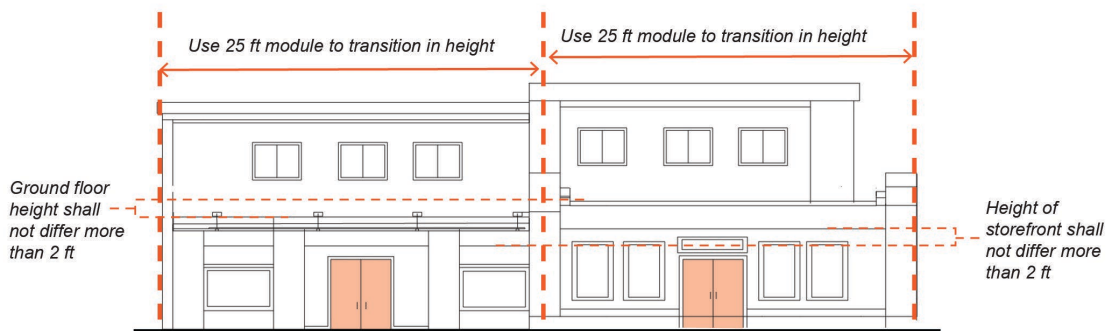 Use 25 ft module to transition in height
Use 25 ft module to transition in height
Ground floor
height shall
not differ more
than 2 ft
Height of
storefront shall
not differ more
than 2 ft